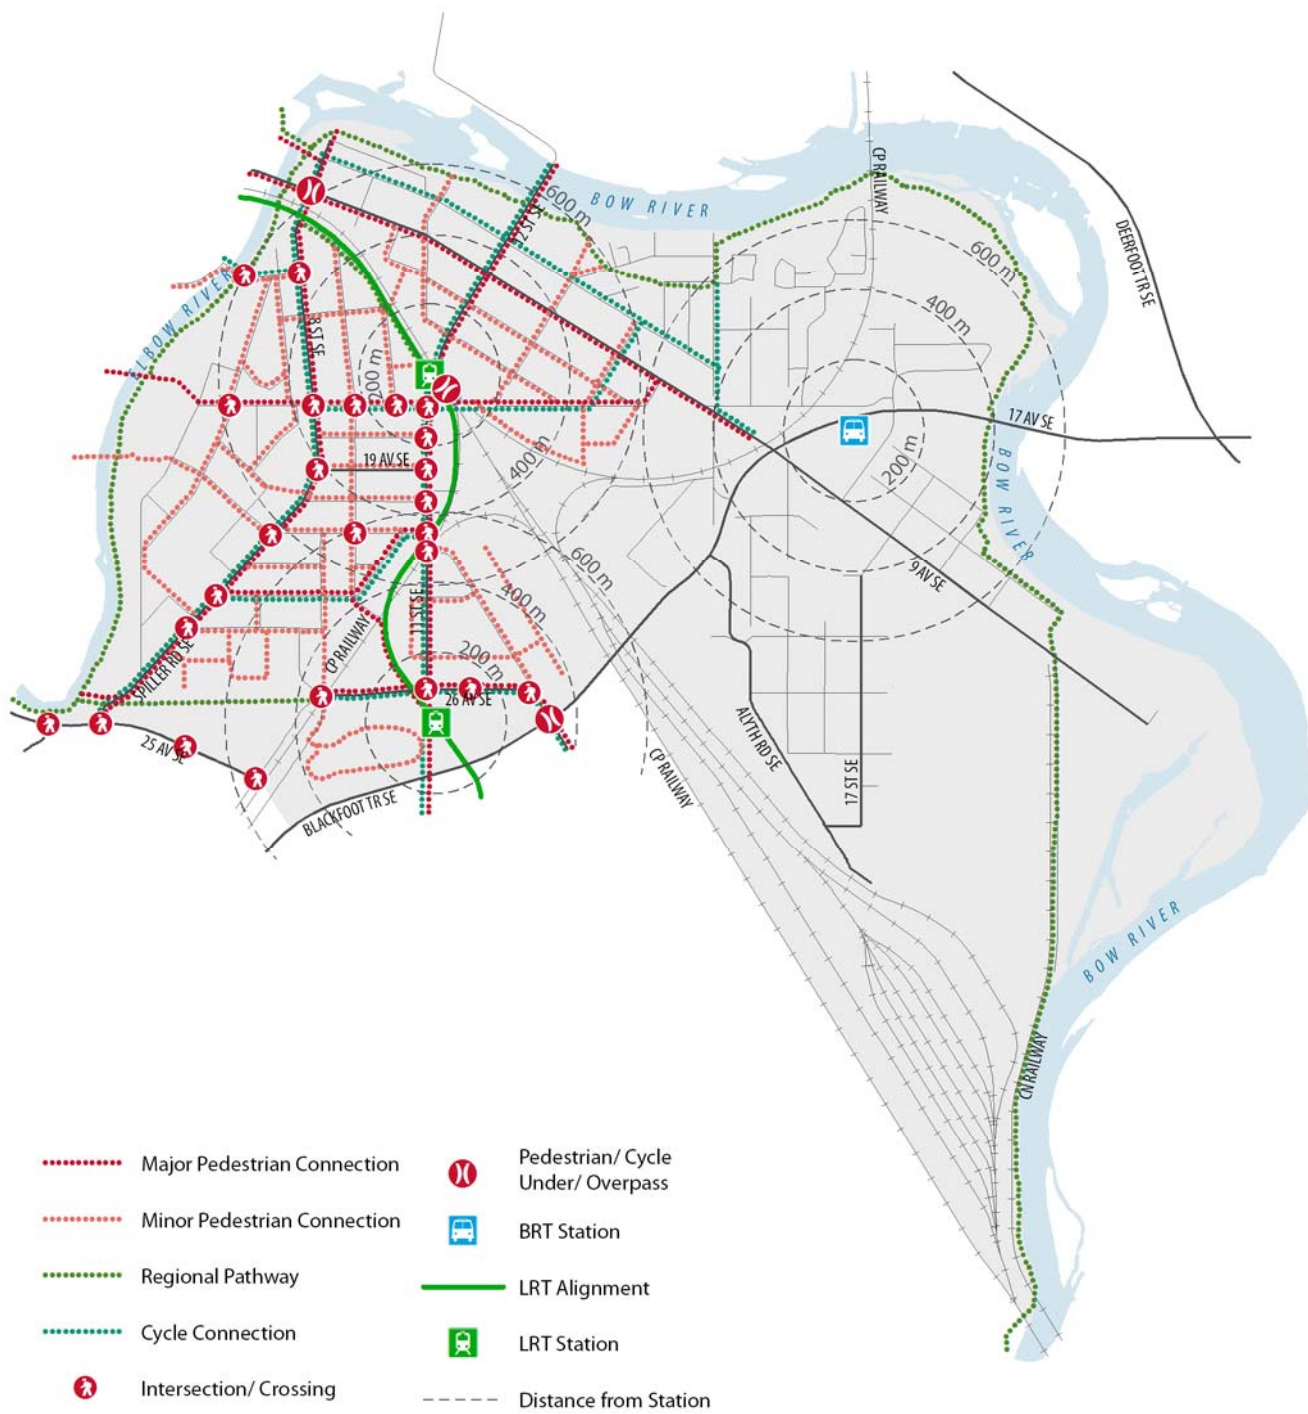 BOW RIVER
CP RAILWAY
DEERFOOT TR SE
12 ST SE
600 m
600 m
ELBOW RIVER
8 ST SE
400 m
200 m
17 AV SE
19 AV SE
400 m
200 m
BOW RIVER
600 m
9 AV SE
400 m
11 ST SE
CP RAILWAY
200 m
SPILLER RD SE
26 AV SE
25 AV SE
ALYTH RD SE
CP RAILWAY
17 ST SE
BLACKFOOT TR SE
BOW RIVER
CN RAILWAY
Major Pedestrian Connection
Minor Pedestrian Connection
Regional Pathway
Cycle Connection
Intersection/ Crossing
Pedestrian/ Cycle
Under/ Overpass
BRT Station
LRT Alignment
LRT Station
Distance from Station